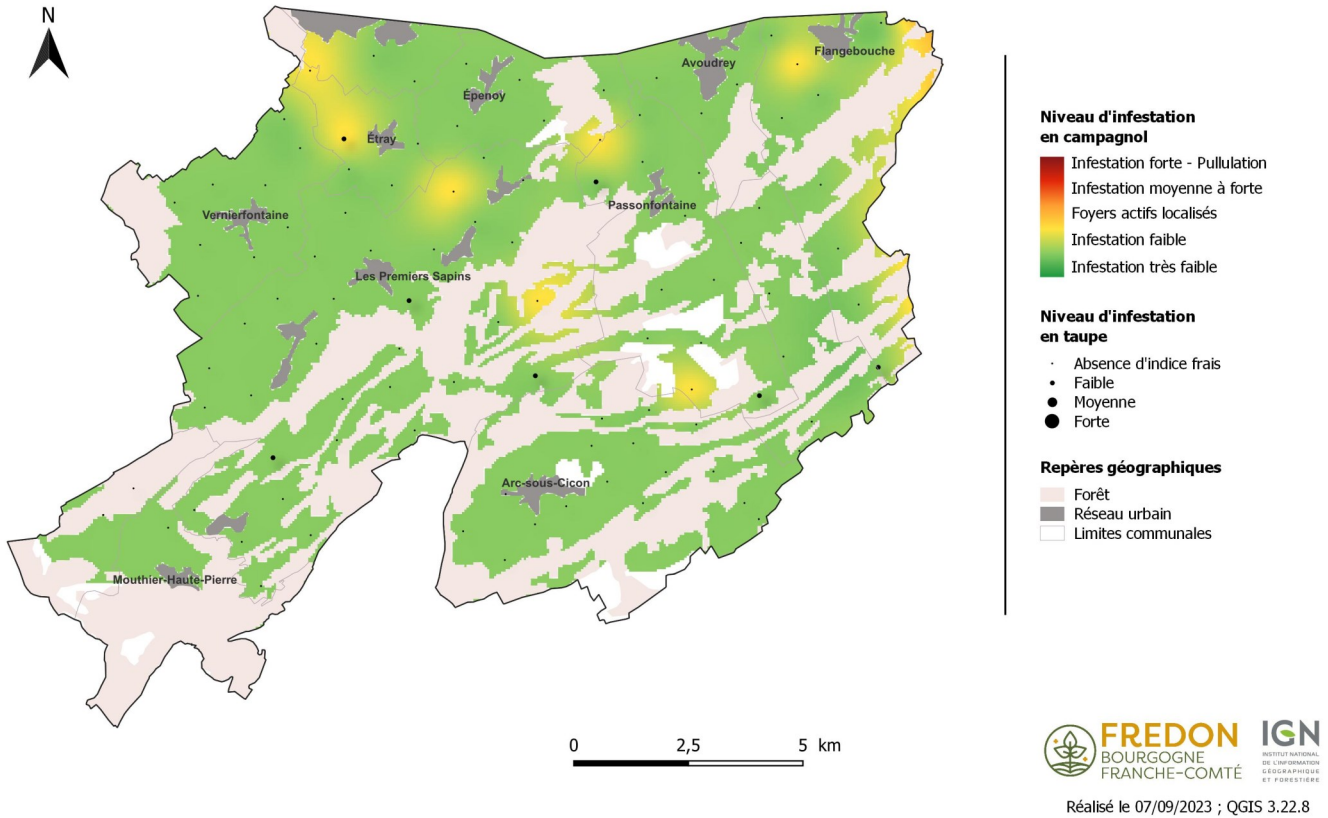 N
Flangebouche
Avoudrey
Épenoy
Étray
Passonfontaine
Vernierfontaine
Les Premiers Sapins
Arc-sous-Cicon
Mouthier-Haute-Pierre
0 2,5 5 km
Niveau d'infestation
en campagnol
Infestation forte - Pullulation
Infestation moyenne à forte
Foyers actifs localisés
Infestation faible
Infestation très faible
Niveau d'infestation
en taupe
Absence d'indice frais
Faible
Moyenne
Forte
Repères géographiques
Forêt
Réseau urbain
Limites communales
FREDON
BOURGOGNE
FRANCHE-COMTÉ
IGN
INSTITUT NATIONAL
DE L'INFORMATION
GÉOGRAPHIQUE
ET FORESTIÈRE
Réalisé le 07/09/2023 ; QGIS 3.22.8